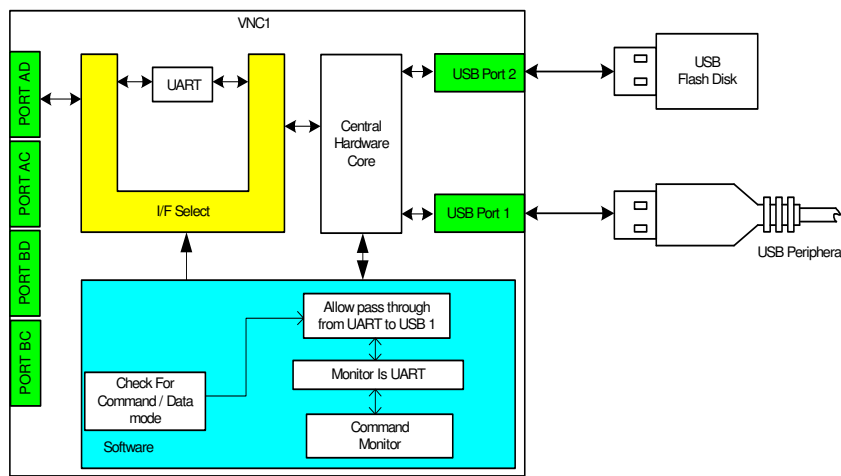 VNC1
PORT AD
PORT AC
PORT BD
PORT BC
UART
I/F Select
Central
Hardware
Core
USB Port 2
USB Port 1
USB
Flash Disk
USB Periphera
Allow pass through
from UART to USB 1
Monitor Is UART
Command
Monitor
Check For
Command / Data
mode
Software